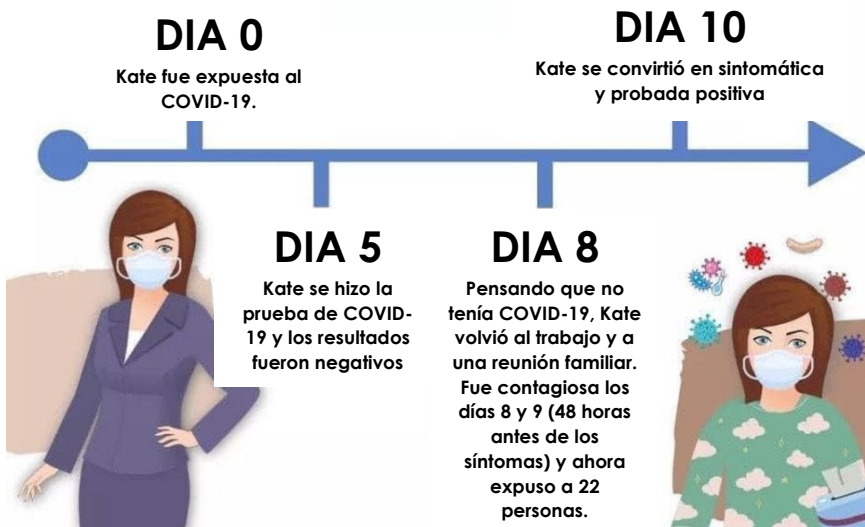 DIA 0
Kate fue expuesta al
COVID-19.
DIA 10
Kate se convirtió en sintomática
y probada positiva
DIA 5
Kate se hizo la
prueba de COVID-
19 y los resultados
fueron negativos
DIA 8
Pensando que no
tenía COVID-19, Kate
volvió al trabajo y a
una reunión familiar.
Fue contagiosa los
días 8 y 9 (48 horas
antes de los
síntomas) y ahora
expuso a 22
personas.